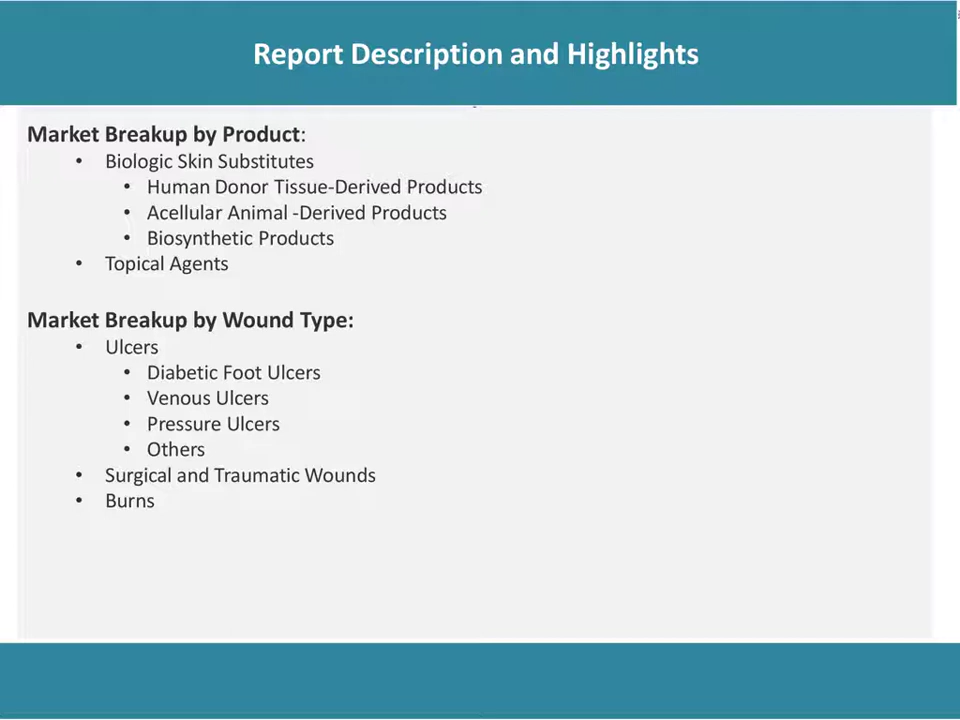 Report Description and Highlights
Market Breakup by Product:
• Biologic Skin Substitutes
• Human Donor Tissue-Derived Products
• Acellular Animal -Derived Products
• Biosynthetic Products
• Topical Agents
Market Breakup by Wound Type:
• Ulcers
• Diabetic Foot Ulcers
• Venous Ulcers
• Pressure Ulcers
• Others
• Surgical and Traumatic Wounds
• Burns